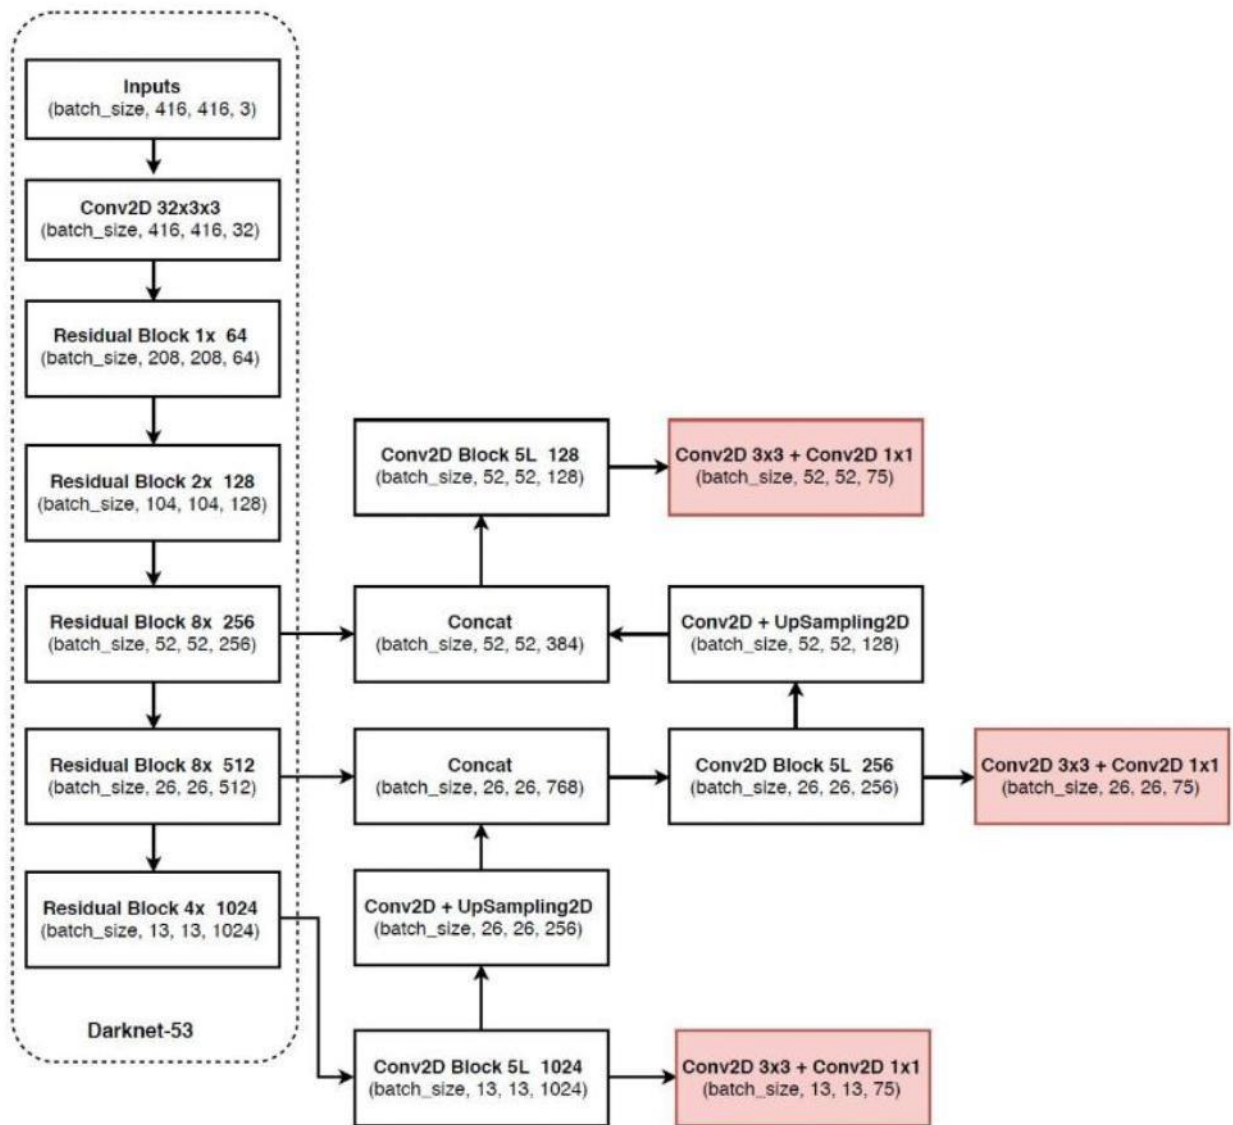 Inputs
(batch_size, 416, 416, 3)
Conv2D 32x3x3
(batch_size, 416, 416, 32)
Residual Block 1x 64
(batch_size, 208, 208, 64)
Residual Block 2x 128
(batch_size, 104, 104, 128)
Residual Block 8x 256
(batch_size, 52, 52, 256)
Residual Block 8x 512
(batch_size, 26, 26, 512)
Residual Block 4x 1024
(batch_size, 13, 13, 1024)
Darknet-53
Conv2D Block 5L 128
(batch_size, 52, 52, 128)
Conv2D 3x3 + Conv2D 1x1
(batch_size, 52, 52, 75)
Concat
(batch_size, 52, 52, 384)
Conv2D + UpSampling2D
(batch_size, 52, 52, 128)
Concat
(batch_size, 26, 26, 768)
Conv2D Block 5L 256
(batch_size, 26, 26, 256)
Conv2D 3x3 + Conv2D 1x1
(batch_size, 26, 26, 75)
Conv2D + UpSampling2D
(batch_size, 26, 26, 256)
Conv2D Block 5L 1024
(batch_size, 13, 13, 1024)
Conv2D 3x3 + Conv2D 1x1
(batch_size, 13, 13, 75)